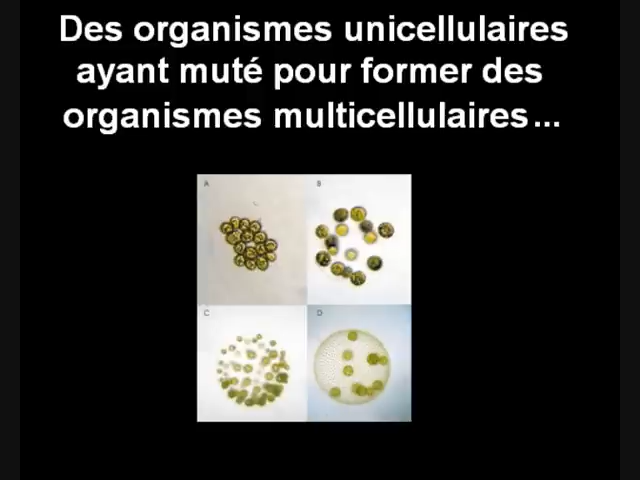 Des organismes unicellulaires
ayant muté pour former des
organismes multicellulaires...
A
B
C
D